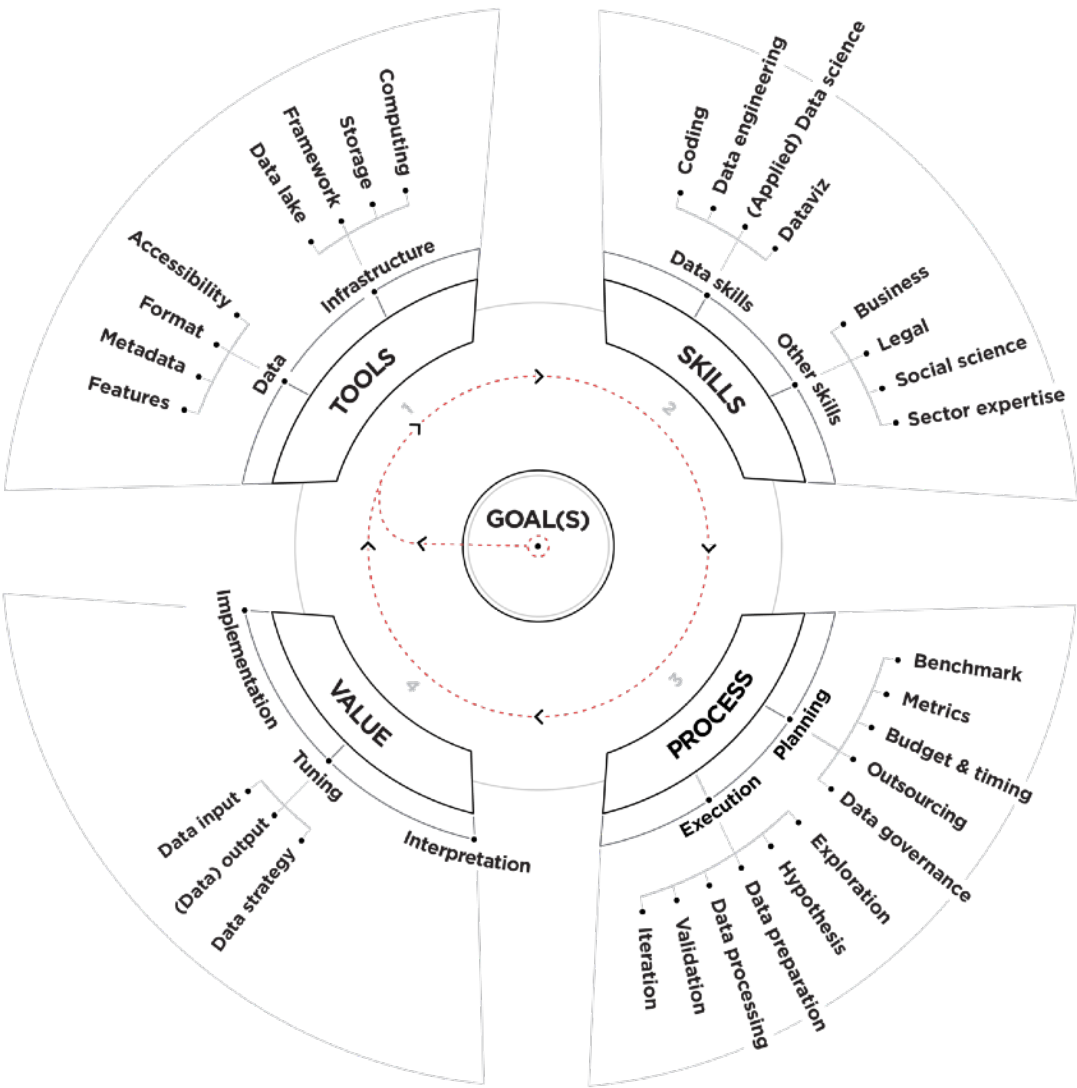 GOAL(S)
1
TOOLS
Data
Accessibility
Format
Metadata
Features
Infrastructure
Data lake
Framework
Storage
Computing
2
SKILLS
Data skills
Coding
Data engineering
(Applied) Data science
Dataviz
Other skills
Business
Legal
Social science
Sector expertise
3
PROCESS
Planning
Benchmark
Metrics
Budget & timing
Outsourcing
Data governance
Execution
Exploration
Hypothesis
Data preparation
Data processing
Validation
Iteration
4
VALUE
Interpretation
Tuning
Data input
(Data) output
Data strategy
Implementation